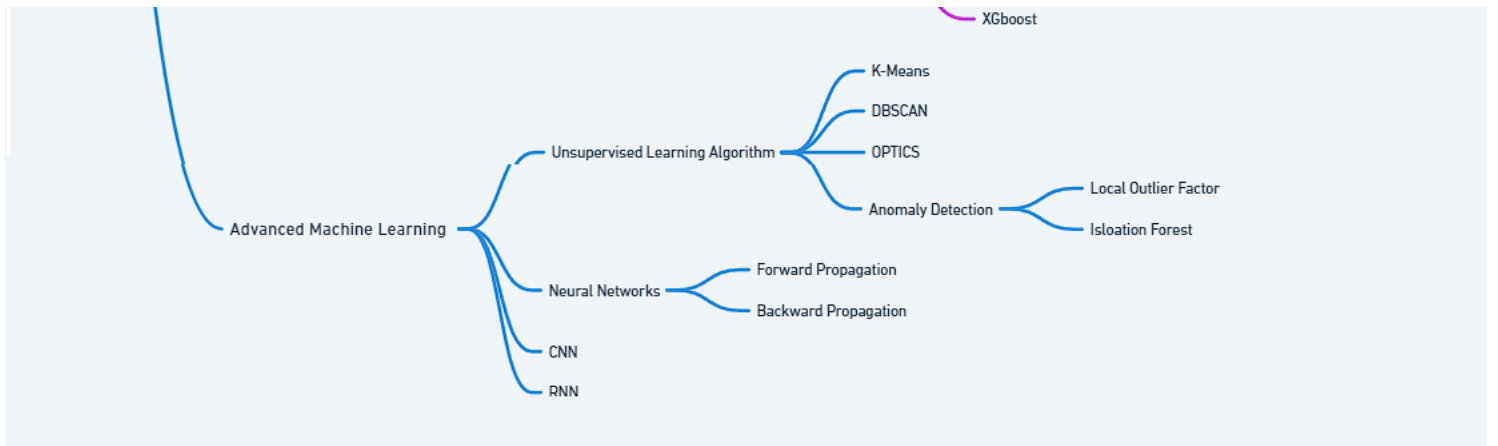 XGboost
K-Means
DBSCAN
Unsupervised Learning Algorithm
OPTICS
Local Outlier Factor
Anomaly Detection
Isloation Forest
Advanced Machine Learning
Forward Propagation
Neural Networks
Backward Propagation
CNN
RNN